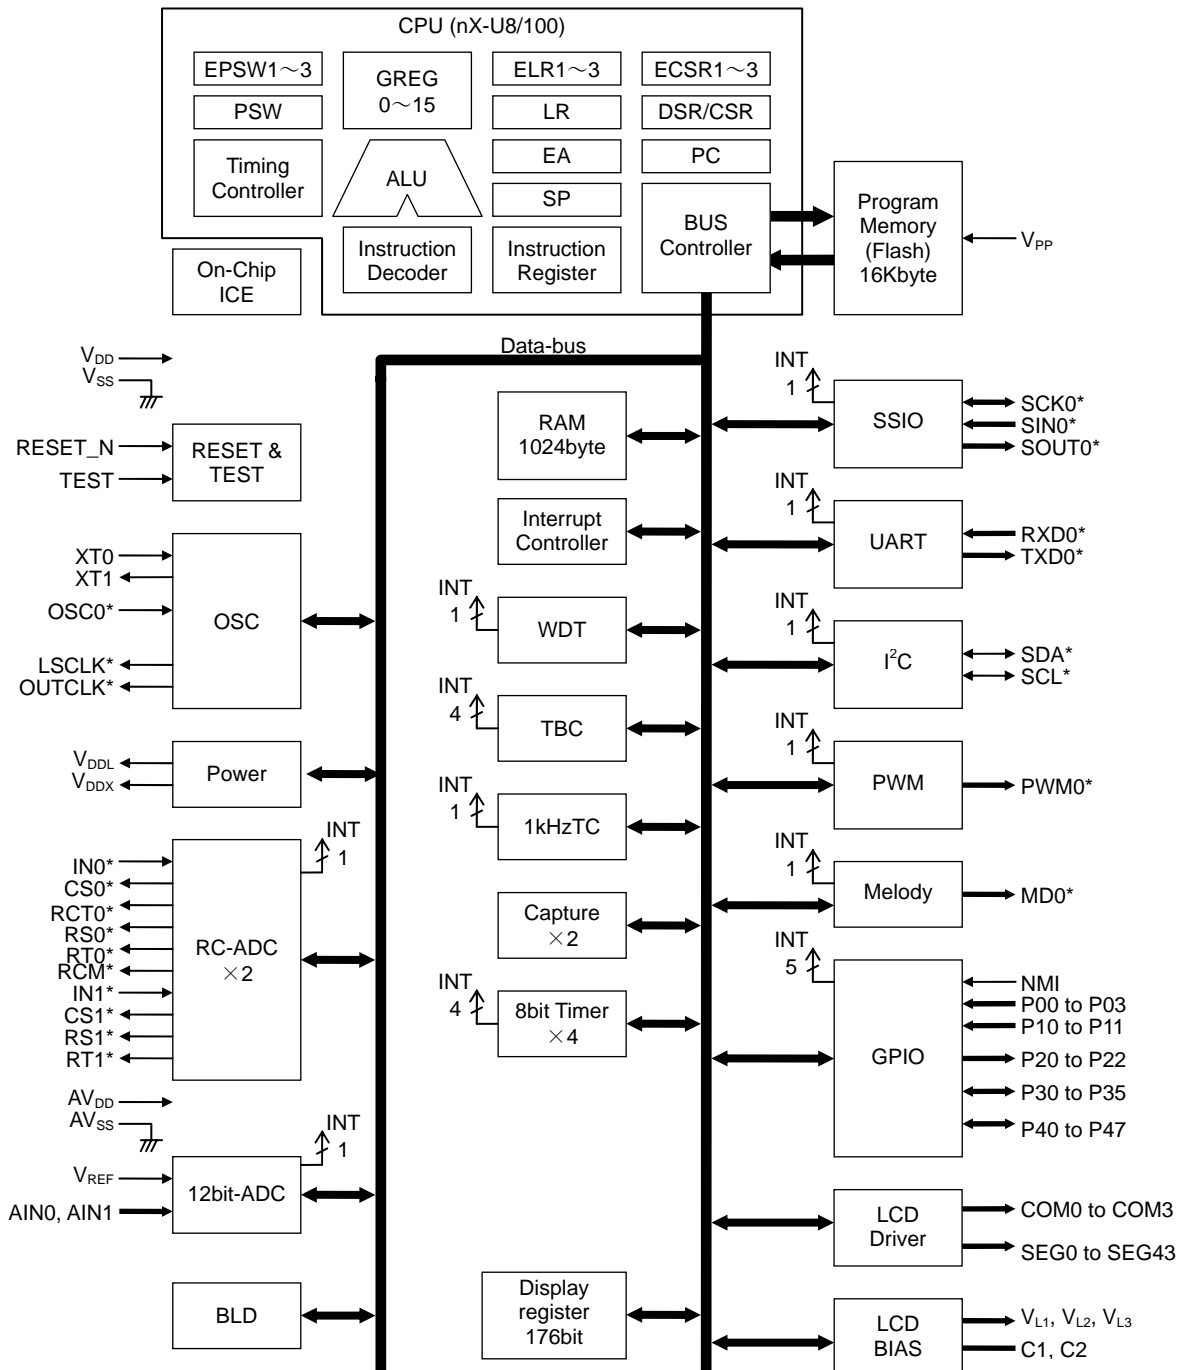 CPU (nX-U8/100)
EPSW1～3
GREG
0～15
ELR1～3
ECSR1～3
PSW
LR
DSR/CSR
Timing
Controller
ALU
EA
PC
SP
BUS
Controller
Instruction
Decoder
Instruction
Register
Program
Memory
(Flash)
16Kbyte
VPP
On-Chip
ICE
Data-bus
VDD
VSS
RESET_N
TEST
RESET &
TEST
XT0
XT1
OSC0*
LSCLK*
OUTCLK*
OSC
VDDL
VDDX
Power
IN0*
CS0*
RCT0*
RS0*
RT0*
RCM*
IN1*
CS1*
RS1*
RT1*
RC-ADC
×2
INT
1
AVDD
AVSS
VREF
AIN0, AIN1
12bit-ADC
INT
1
BLD
RAM
1024byte
Interrupt
Controller
INT
1
WDT
INT
4
TBC
INT
1
1kHzTC
Capture
×2
INT
4
8bit Timer
×4
Display
register
176bit
INT
1
SSIO
SCK0*
SIN0*
SOUT0*
INT
1
UART
RXD0*
TXD0*
INT
1
I²C
SDA*
SCL*
INT
1
PWM
PWM0*
INT
1
Melody
MD0*
INT
5
GPIO
NMI
P00 to P03
P10 to P11
P20 to P22
P30 to P35
P40 to P47
LCD
Driver
COM0 to COM3
SEG0 to SEG43
LCD
BIAS
VL1, VL2, VL3
C1, C2